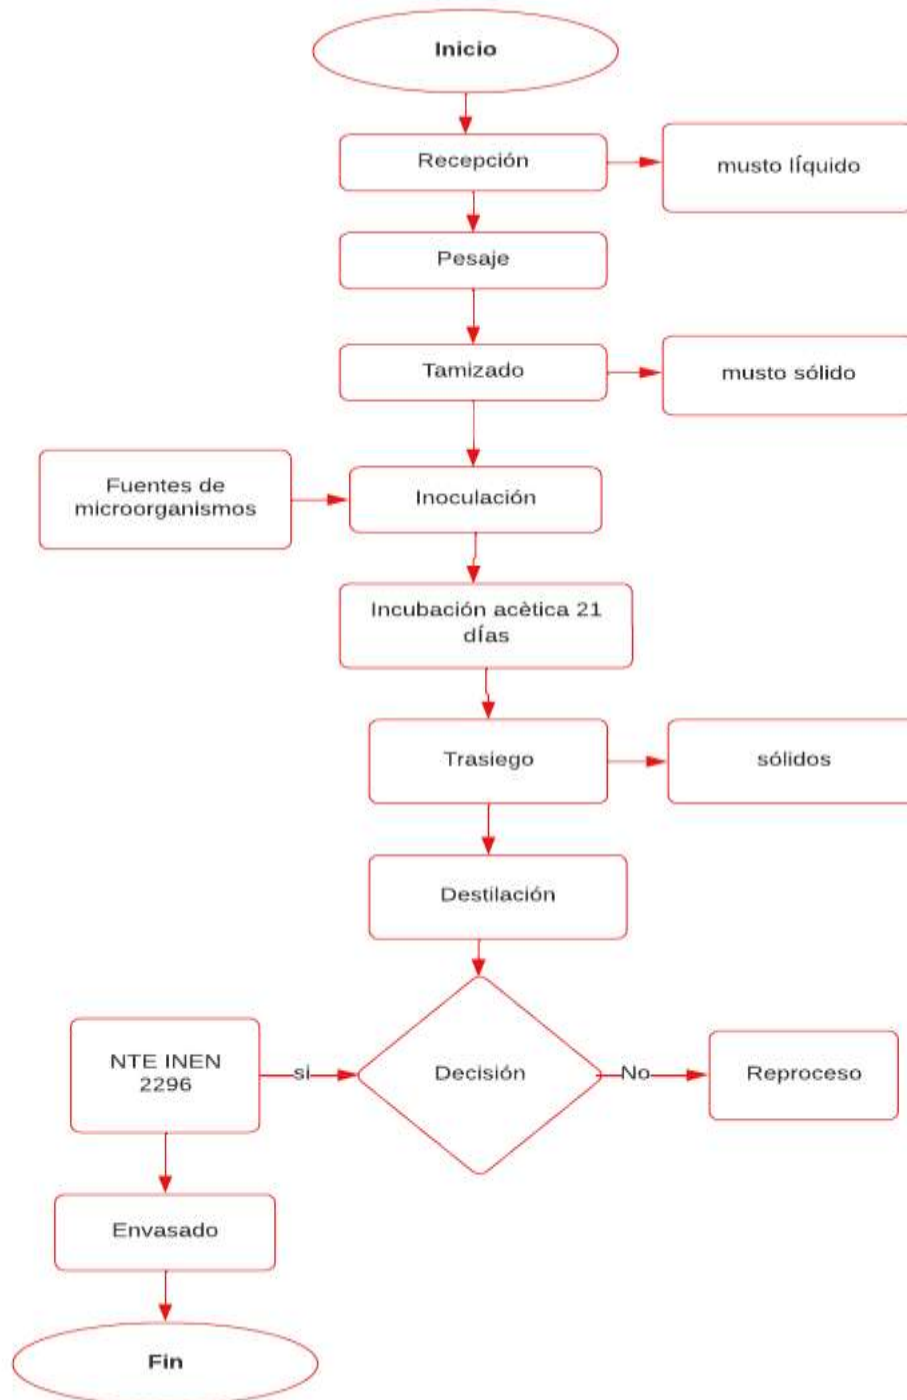 Inicio
Recepción
musto líquido
Pesaje
Tamizado
musto sólido
Fuentes de
microorganismos
Inoculación
Incubación acètica 21
días
Trasiego
sólidos
Destilación
NTE INEN
2296
si
Decisión
No
Reproceso
Envasado
Fin